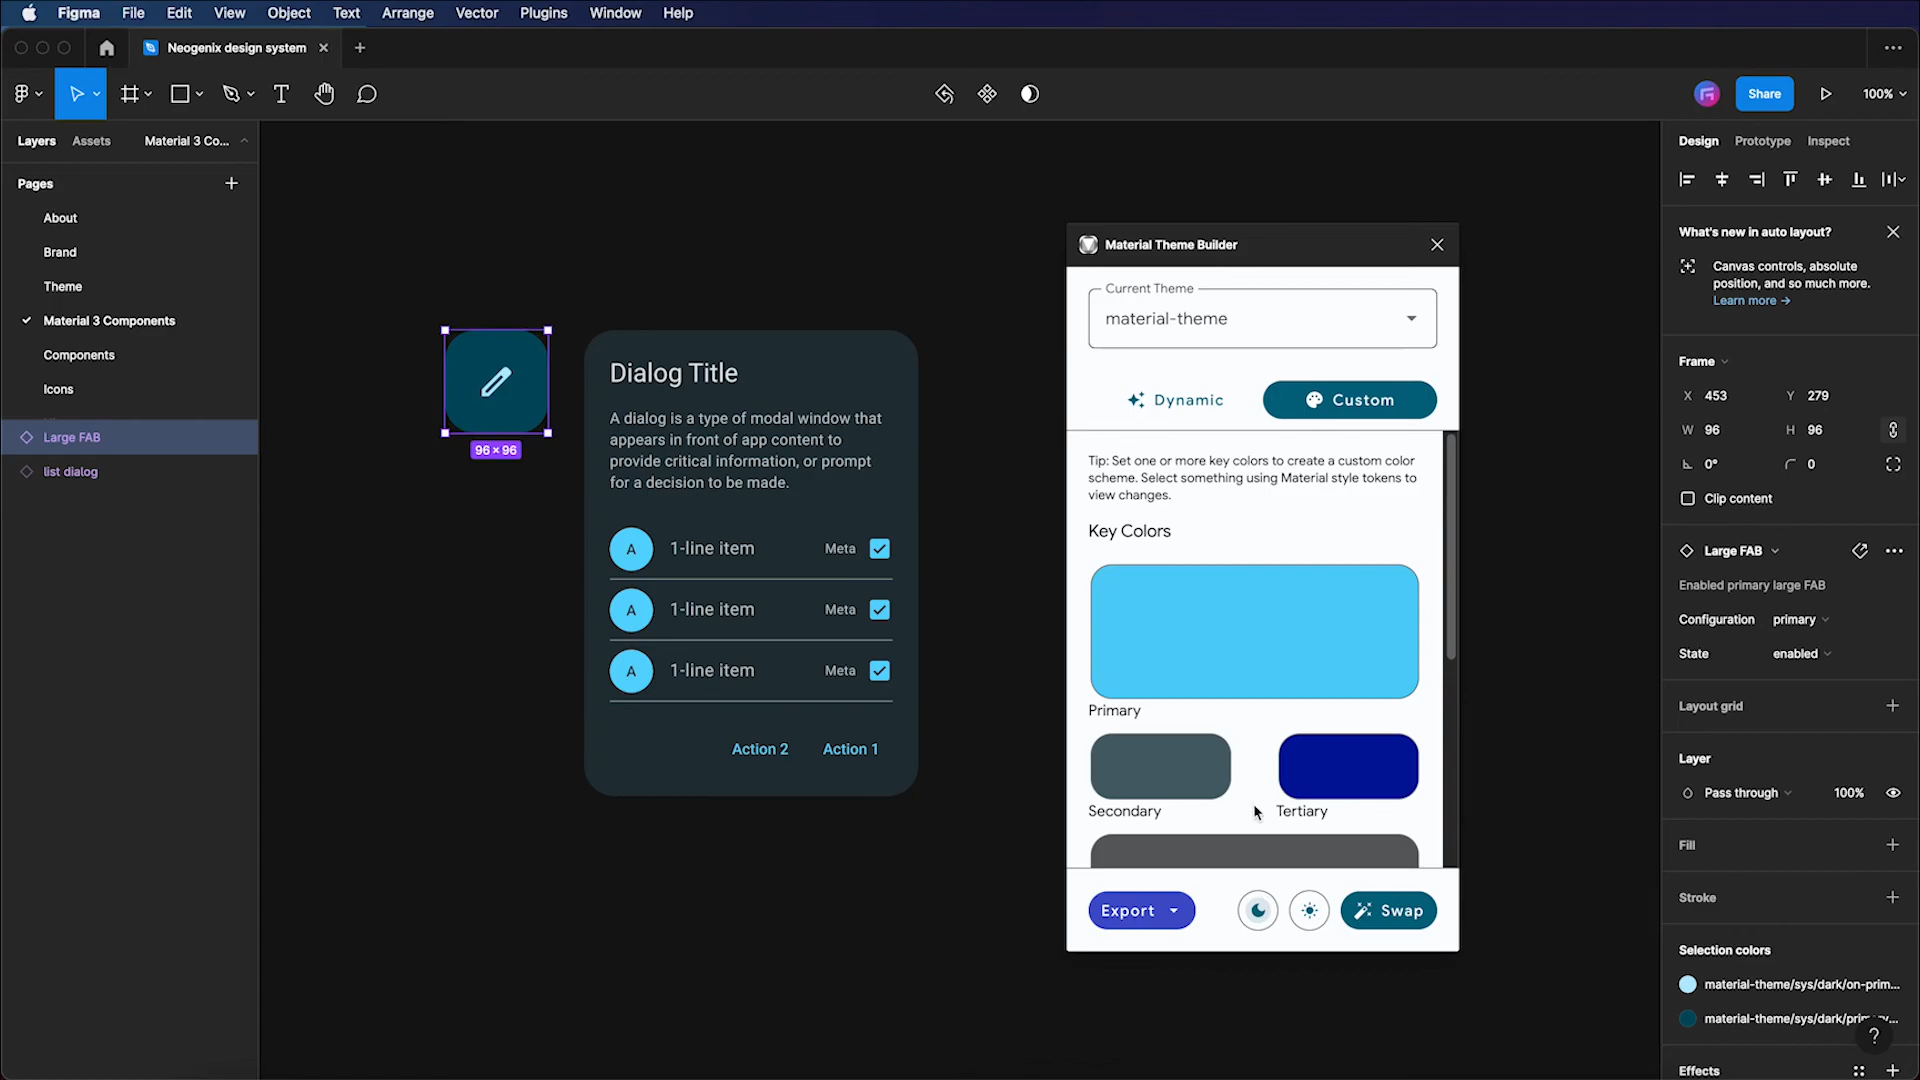 Figma File Edit View Object Text Arrange Vector Plugins Window Help
Neogenix design system
Share
100%
Layers Assets Material 3 Co...
Pages
About
Brand
Theme
Material 3 Components
Components
Icons
Large FAB
list dialog
96 × 96
Dialog Title
A dialog is a type of modal window that
appears in front of app content to
provide critical information, or prompt
for a decision to be made.
A 1-line item Meta
A 1-line item Meta
A 1-line item Meta
Action 2 Action 1
Material Theme Builder
Current Theme
material-theme
Dynamic Custom
Tip: Set one or more key colors to create a custom color
scheme. Select something using Material style tokens to
view changes.
Key Colors
Primary
Secondary Tertiary
Export Swap
Design Prototype Inspect
What's new in auto layout?
Canvas controls, absolute
position, and so much more.
Learn more →
Frame
X 453 Y 279
W 96 H 96
0° 0
Clip content
Large FAB
Enabled primary large FAB
Configuration primary
State enabled
Layout grid
Layer
Pass through 100%
Fill
Stroke
Selection colors
material-theme/sys/dark/on-prim...
material-theme/sys/dark/primary...
?
Effects